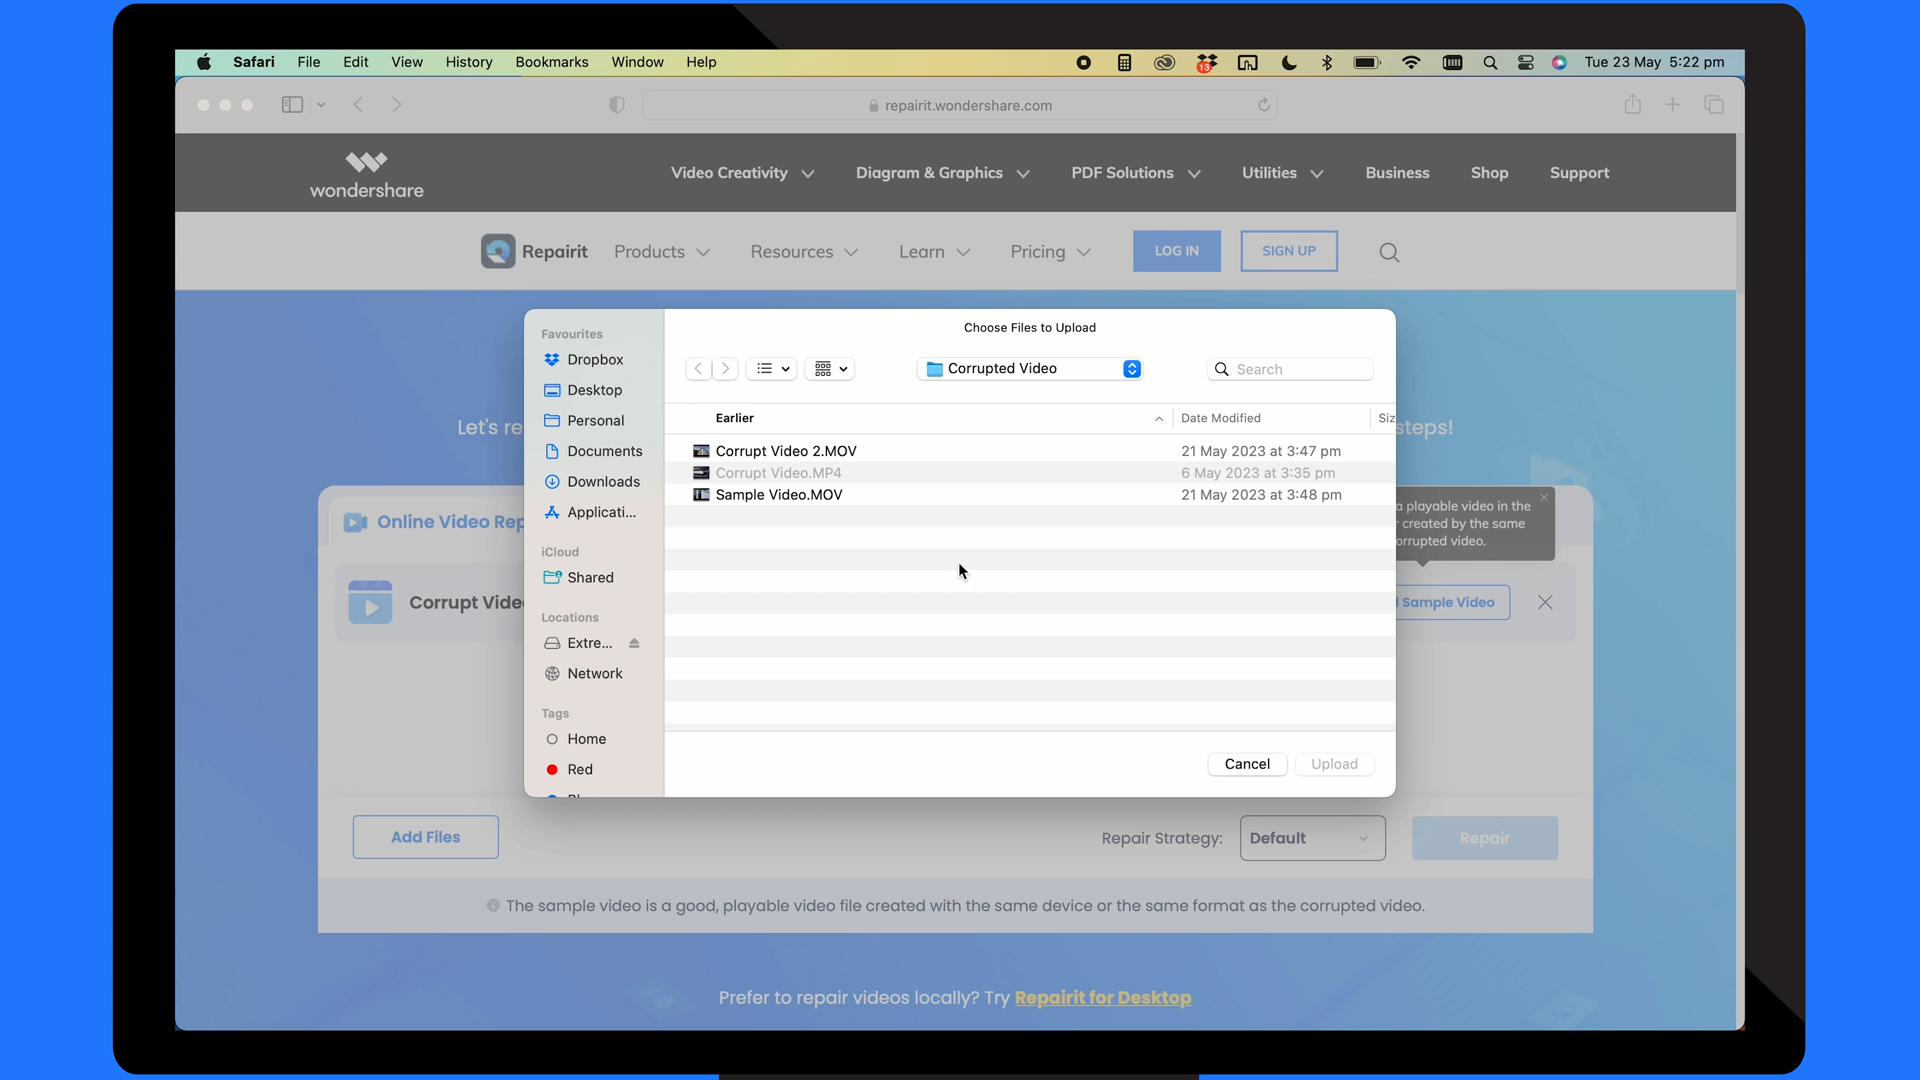 Safari File Edit View History Bookmarks Window Help 13 Tue 23 May 5:22 pm
repairit.wondershare.com
wondershare Video Creativity Diagram & Graphics PDF Solutions Utilities Business Shop Support
Repairit Products Resources Learn Pricing LOG IN SIGN UP
Let's re
steps!
Online Video Rep
Corrupt Vide
Favourites
Dropbox
Desktop
Personal
Documents
Downloads
Applicati...
iCloud
Shared
Locations
Extre...
Network
Tags
Home
Red
Choose Files to Upload
Corrupted Video Search
Earlier Date Modified Siz
Corrupt Video 2.MOV 21 May 2023 at 3:47 pm
Corrupt Video.MP4 6 May 2023 at 3:35 pm
Sample Video.MOV 21 May 2023 at 3:48 pm
Cancel Upload
a playable video in the
created by the same
orrupted video.
Sample Video
Add Files Repair Strategy: Default Repair
The sample video is a good, playable video file created with the same device or the same format as the corrupted video.
Prefer to repair videos locally? Try Repairit for Desktop